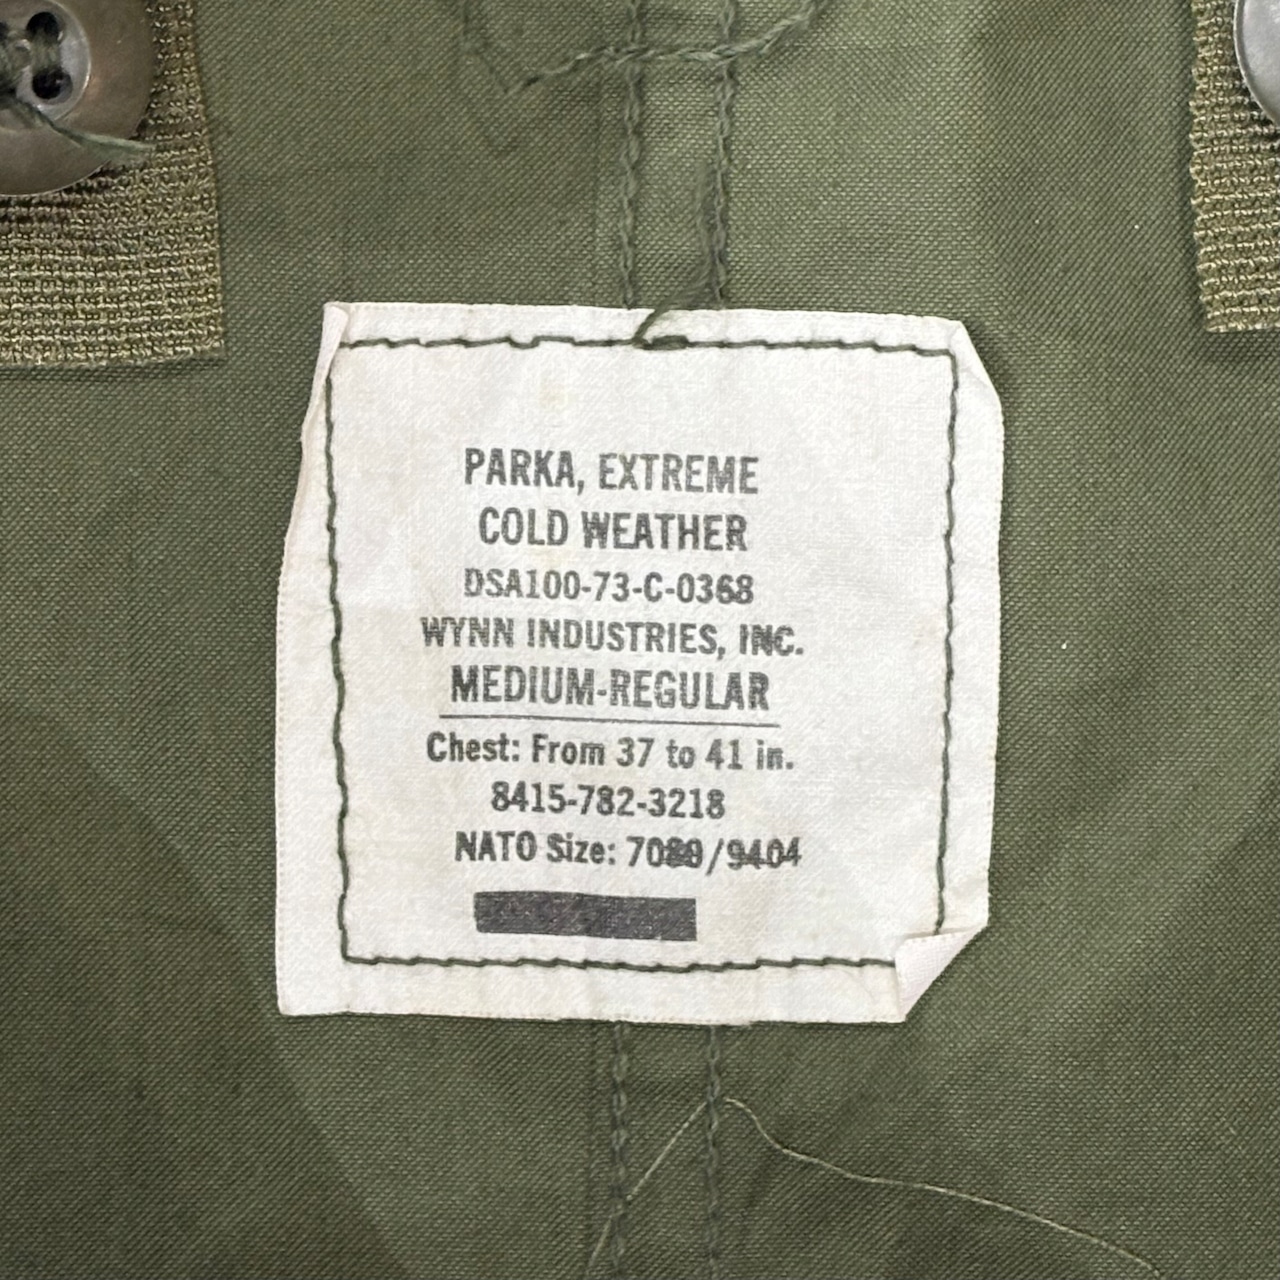 PARKA, EXTREME
COLD WEATHER
DSA100-73-C-0368
WYNN INDUSTRIES, INC.
MEDIUM-REGULAR
Chest: From 37 to 41 in.
8415-782-3218
NATO Size: 7080/9404